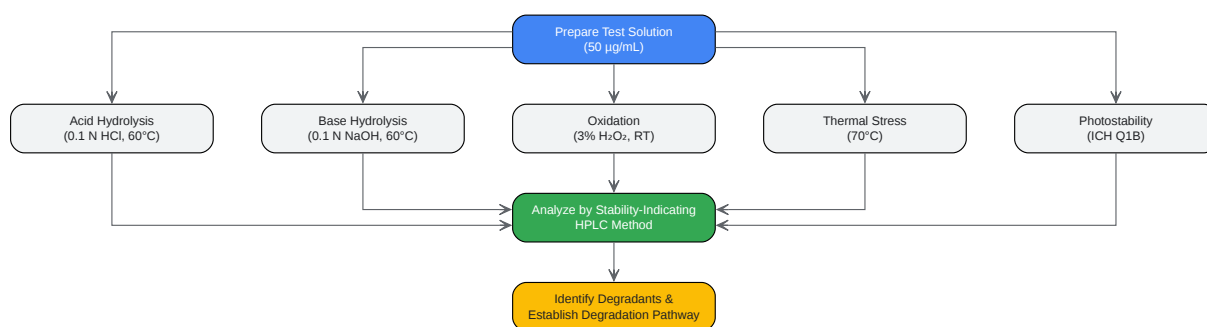 Prepare Test Solution
(50 µg/mL)
Acid Hydrolysis
(0.1 N HCl, 60°C)
Base Hydrolysis
(0.1 N NaOH, 60°C)
Oxidation
(3% H₂O₂, RT)
Thermal Stress
(70°C)
Photostability
(ICH Q1B)
Analyze by Stability-Indicating
HPLC Method
Identify Degradants &
Establish Degradation Pathway